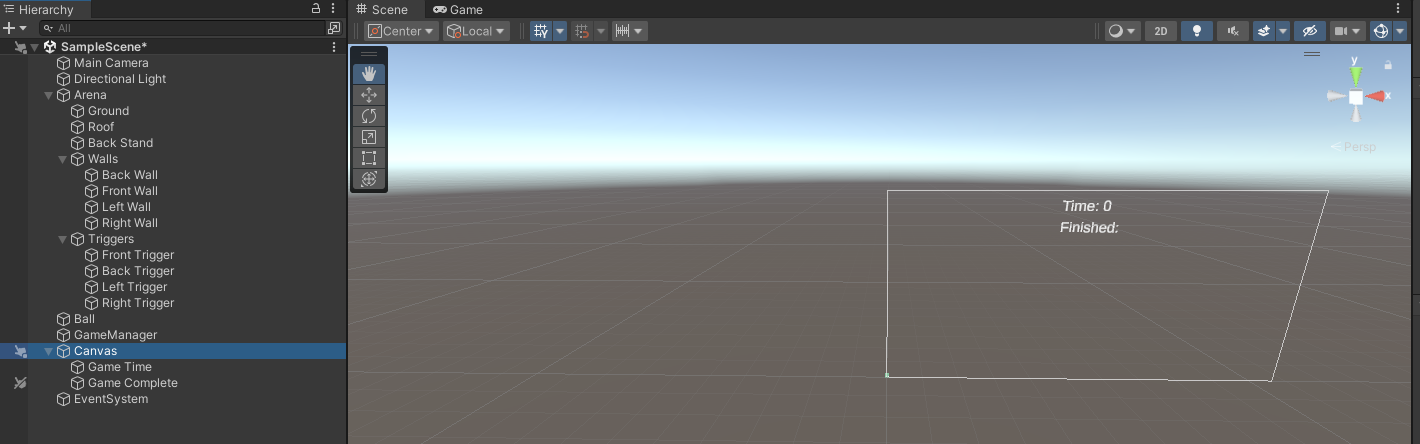 Hierarchy
All
SampleScene*
Main Camera
Directional Light
Arena
Ground
Roof
Back Stand
Walls
Back Wall
Front Wall
Left Wall
Right Wall
Triggers
Front Trigger
Back Trigger
Left Trigger
Right Trigger
Ball
GameManager
Canvas
Game Time
Game Complete
EventSystem
Scene Game
Center Local 2D
y
x
Persp
Time: 0
Finished: